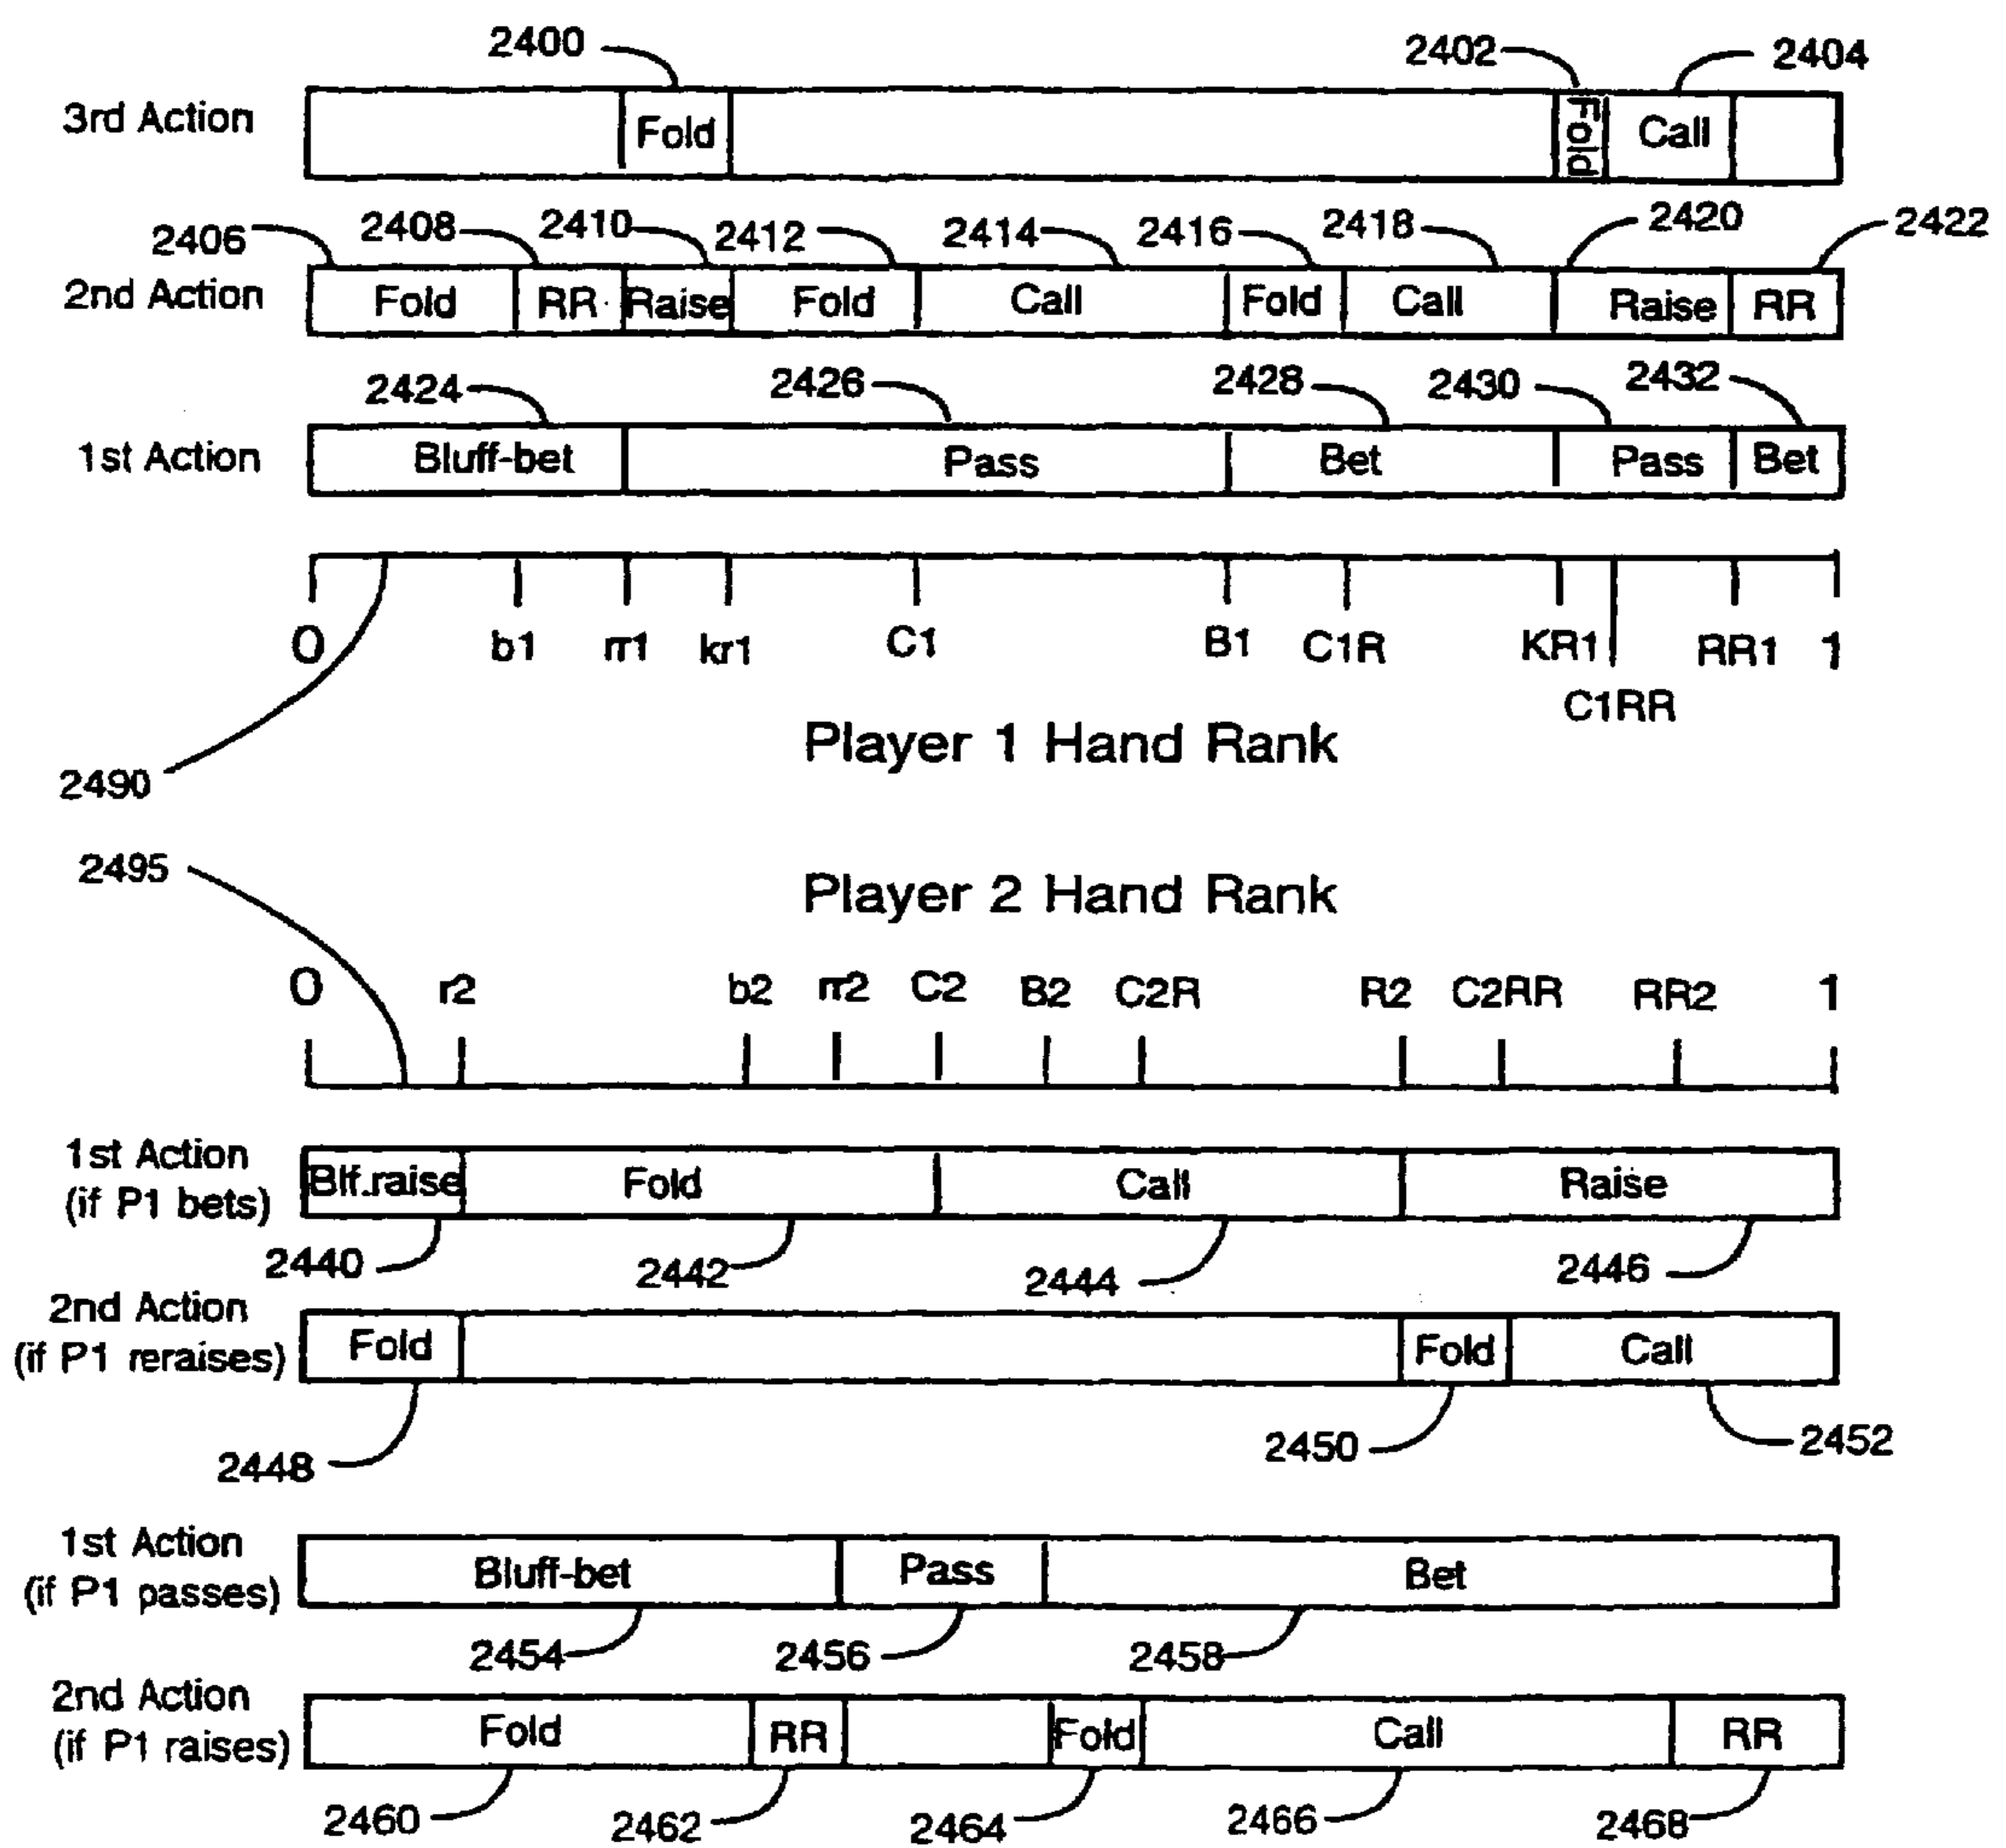 2400 2402 2404
3rd Action Fold Fold Call
2406 2408 2410 2412 2414 2416 2418 2420 2422
2nd Action Fold RR Raise Fold Call Fold Call Raise RR
2424 2426 2428 2430 2432
1st Action Bluff-bet Pass Bet Pass Bet
0 b1 rr1 kr1 C1 B1 C1R KR1 RR1 1
C1RR
Player 1 Hand Rank
2490
2495
Player 2 Hand Rank
0 r2 b2 rr2 C2 B2 C2R R2 C2RR RR2 1
1st Action
(if P1 bets) Blf.raise Fold Call Raise
2440 2442 2444 2446
2nd Action
(if P1 reraises) Fold Fold Call
2448 2450 2452
1st Action
(if P1 passes) Bluff-bet Pass Bet
2454 2456 2458
2nd Action
(if P1 raises) Fold RR Fold Call RR
2460 2462 2464 2466 2468